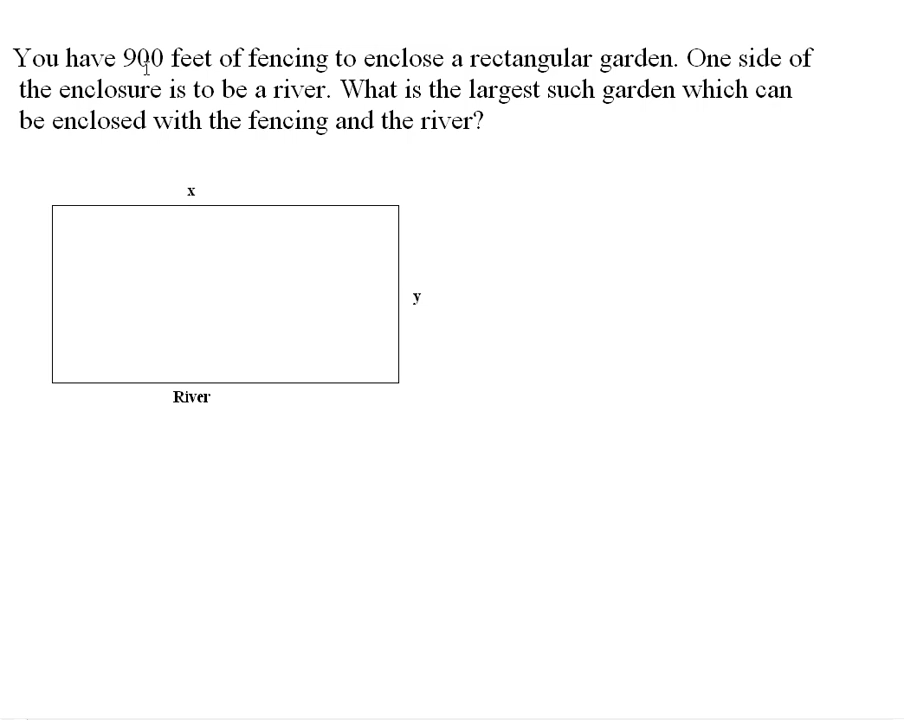 You have 900 feet of fencing to enclose a rectangular garden. One side of
the enclosure is to be a river. What is the largest such garden which can
be enclosed with the fencing and the river?
x
y
River